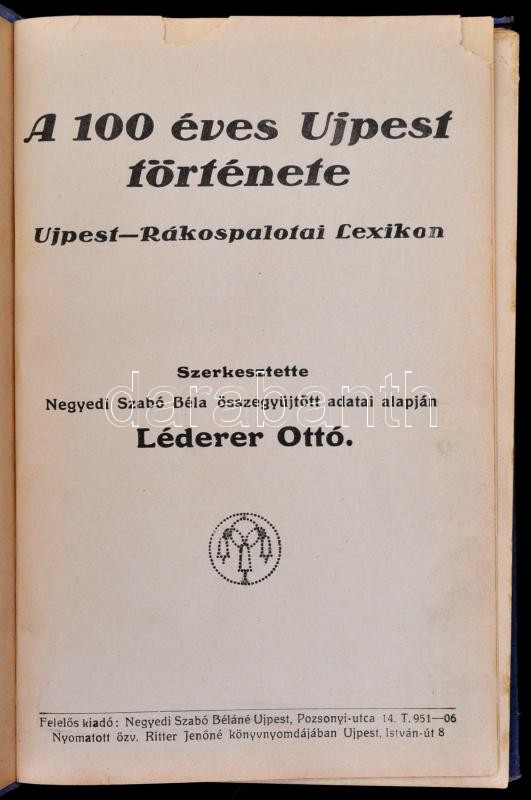 A 100 éves Ujpest
története
Ujpest—Rákospalotai Lexikon
Szerkesztette
Negyedi Szabó Béla összegyüjtött adatai alapján
darabanth
Léderer Ottó.
Felelős kiadó: Negyedi Szabó Béláné Ujpest, Pozsonyi-utca 14. T. 951—06
Nyomatott özv. Ritter Jenőné könyvnyomdájában Ujpest, István-út 8